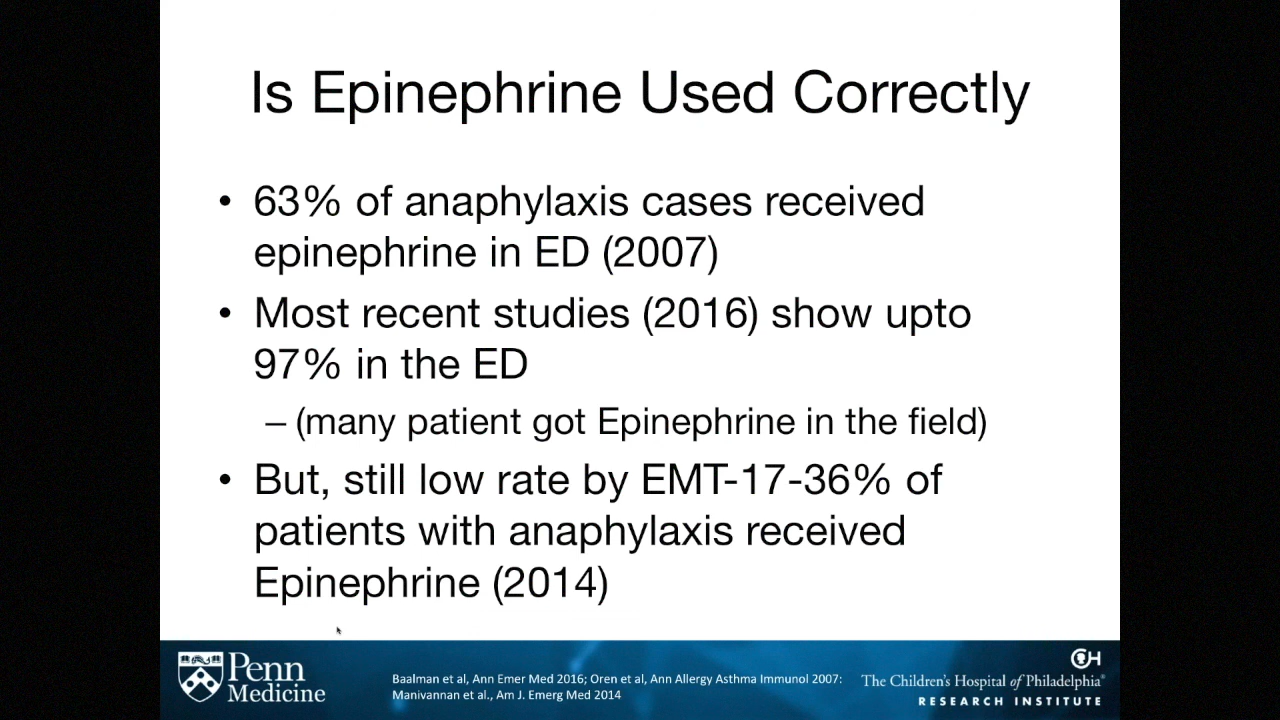 Is Epinephrine Used Correctly
• 63% of anaphylaxis cases received
epinephrine in ED (2007)
• Most recent studies (2016) show upto
97% in the ED
– (many patient got Epinephrine in the field)
• But, still low rate by EMT-17-36% of
patients with anaphylaxis received
Epinephrine (2014)
Penn
Medicine
Baalman et al, Ann Emer Med 2016; Oren et al, Ann Allergy Asthma Immunol 2007:
Manivannan et al., Am J. Emerg Med 2014
CH
The Children's Hospital of Philadelphia®
RESEARCH INSTITUTE